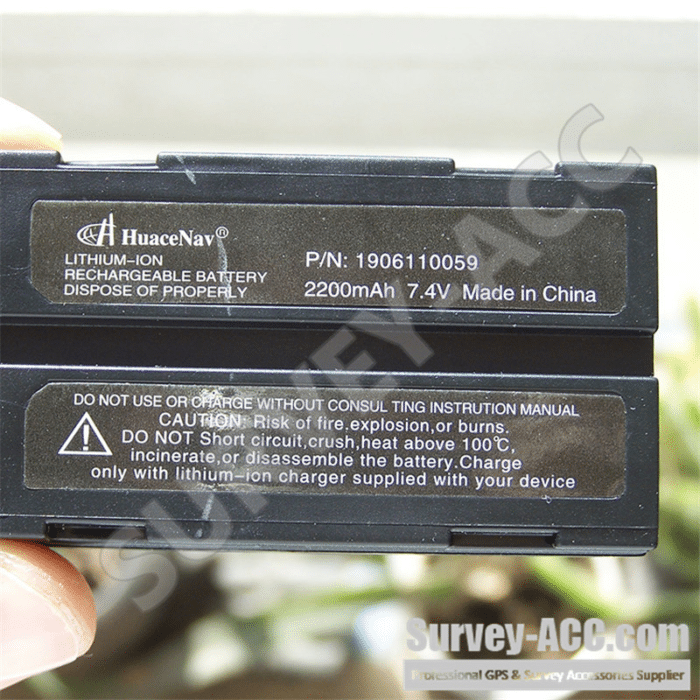 HuaceNav®
LITHIUM-ION
RECHARGEABLE BATTERY
DISPOSE OF PROPERLY
P/N: 1906110059
2200mAh 7.4V Made in China
DO NOT USE OR CHARGE WITHOUT CONSUL TING INSTRUTION MANUAL
CAUTION: Risk of fire,explosion,or burns.
DO NOT Short circuit,crush,heat above 100℃,
incinerate,or disassemble the battery.Charge
only with lithium-ion charger supplied with your device
SURVEY-ACC
Survey-ACC.com
Professional GPS & Survey Accessories Supplier